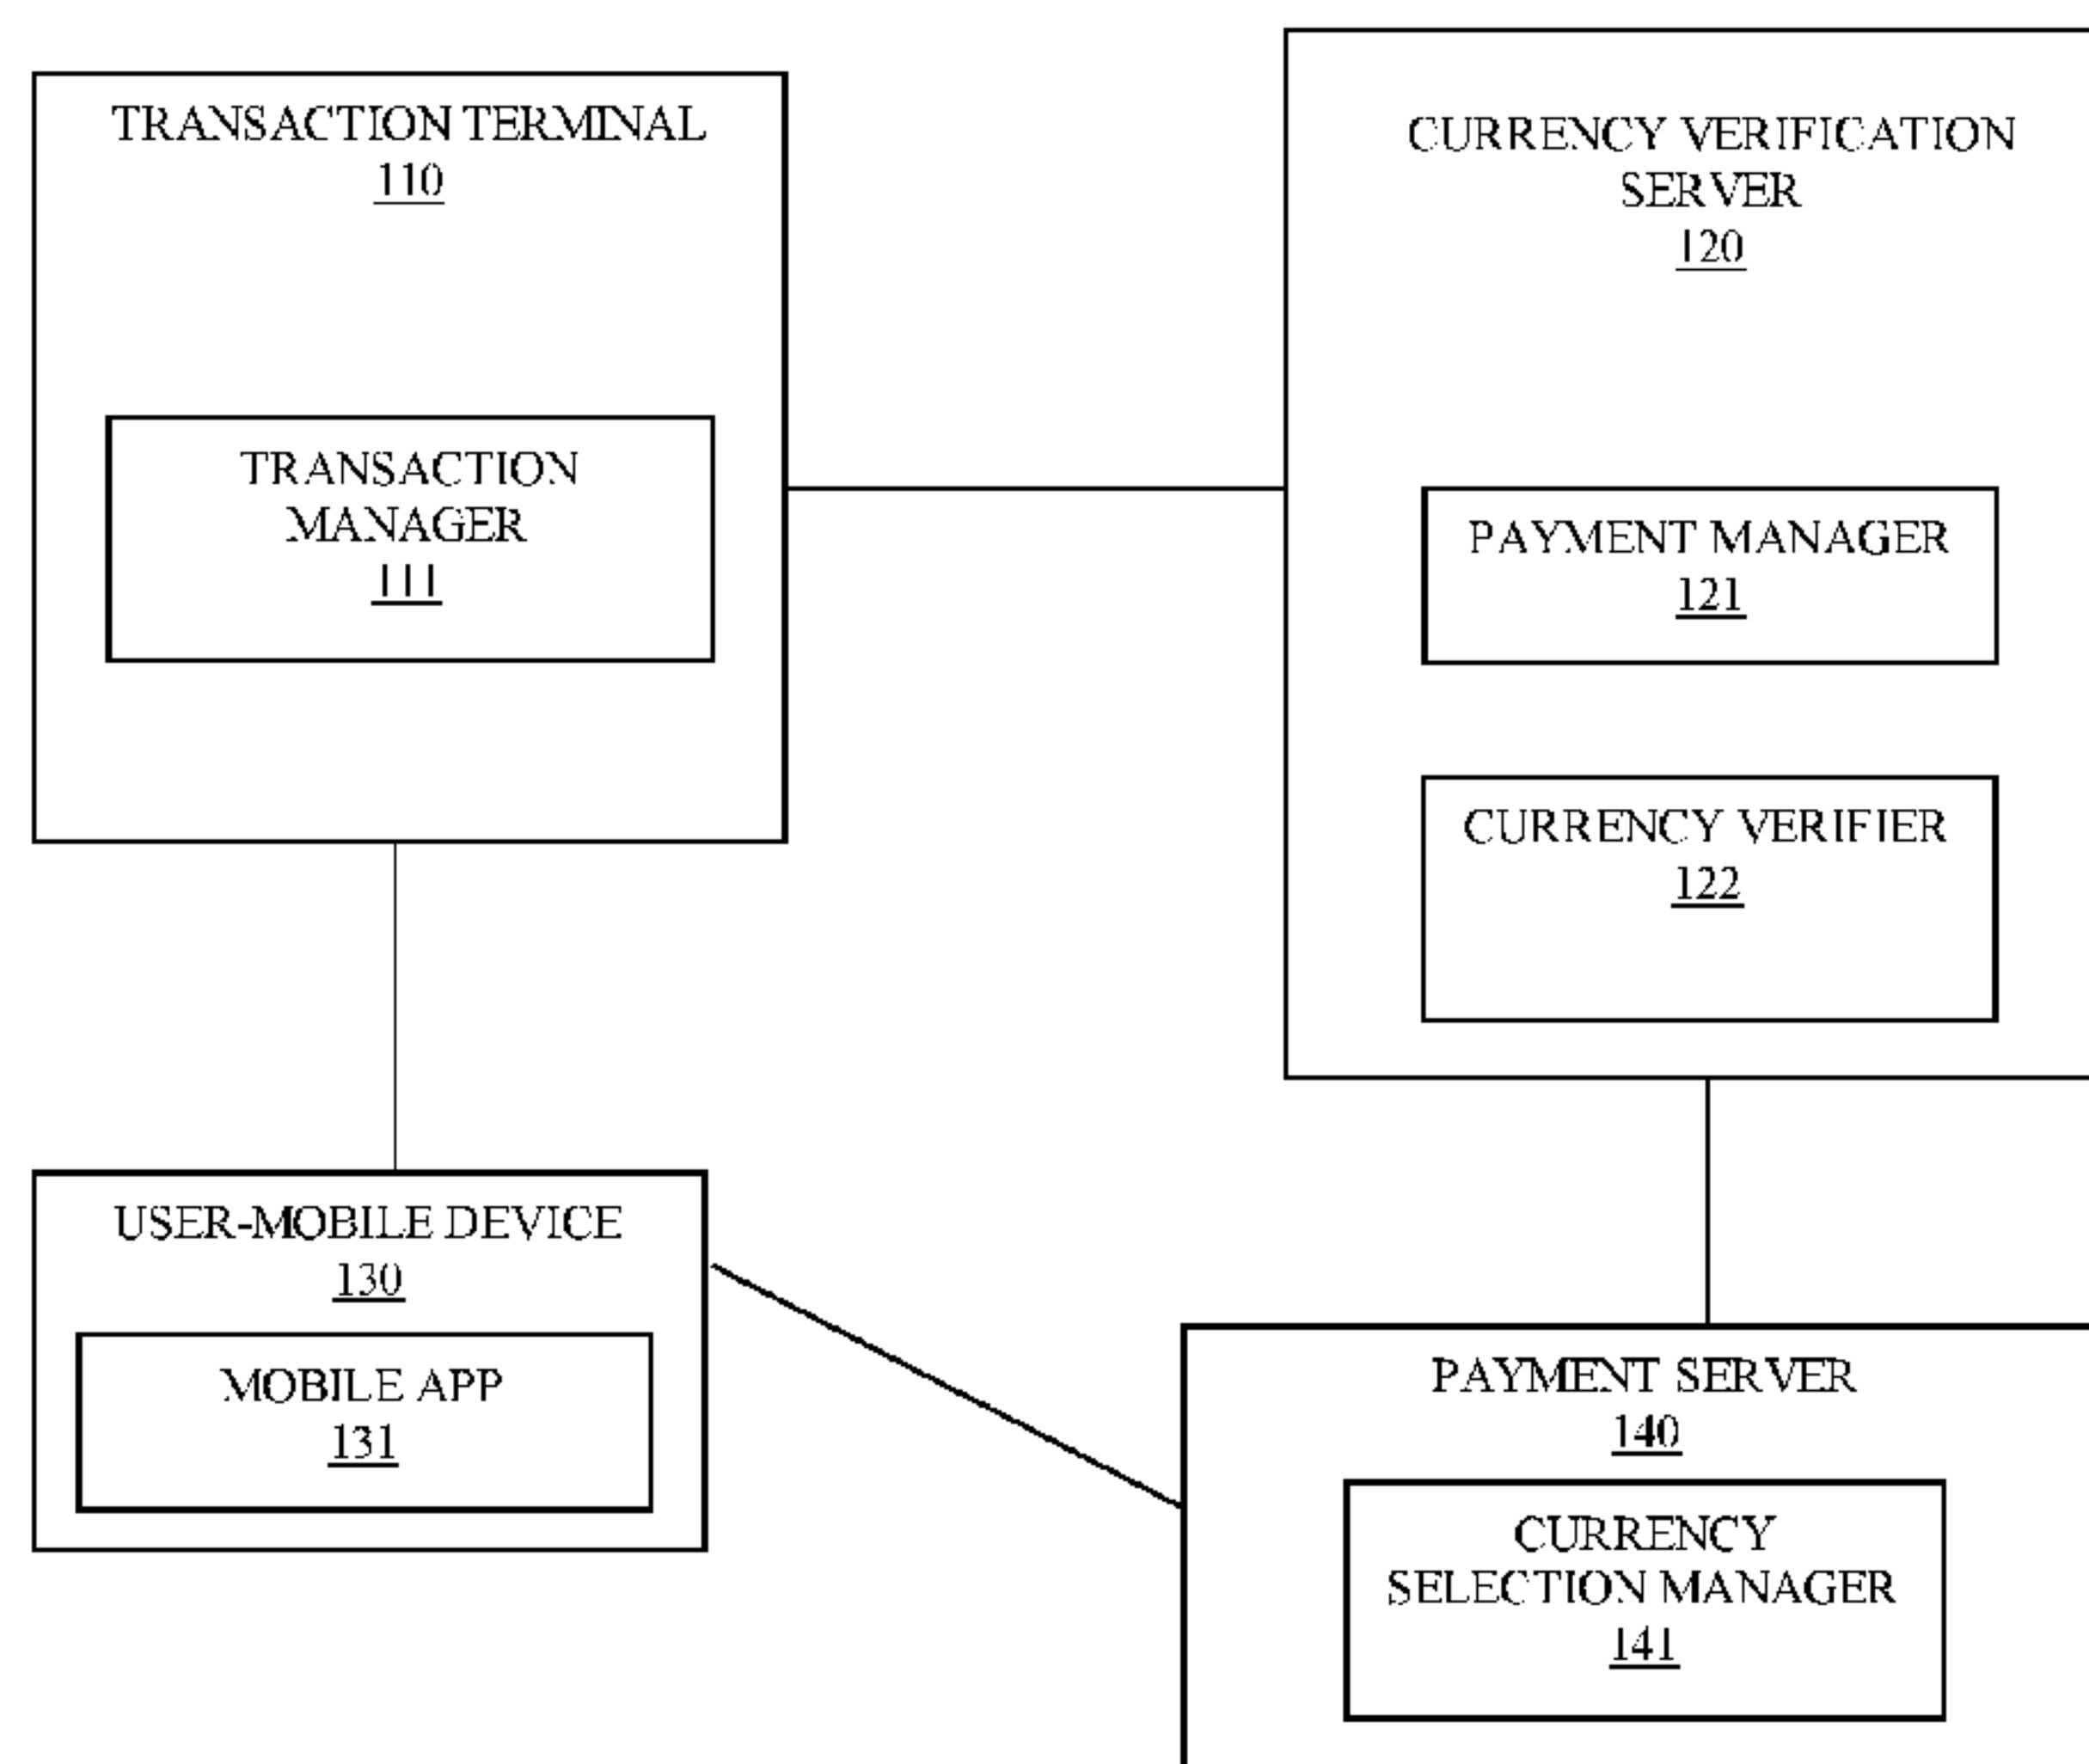 TRANSACTION TERMINAL
110
TRANSACTION
MANAGER
111
CURRENCY VERIFICATION
SERVER
120
PAYMENT MANAGER
121
CURRENCY VERIFIER
122
USER-MOBILE DEVICE
130
MOBILE APP
131
PAYMENT SERVER
140
CURRENCY
SELECTION MANAGER
141